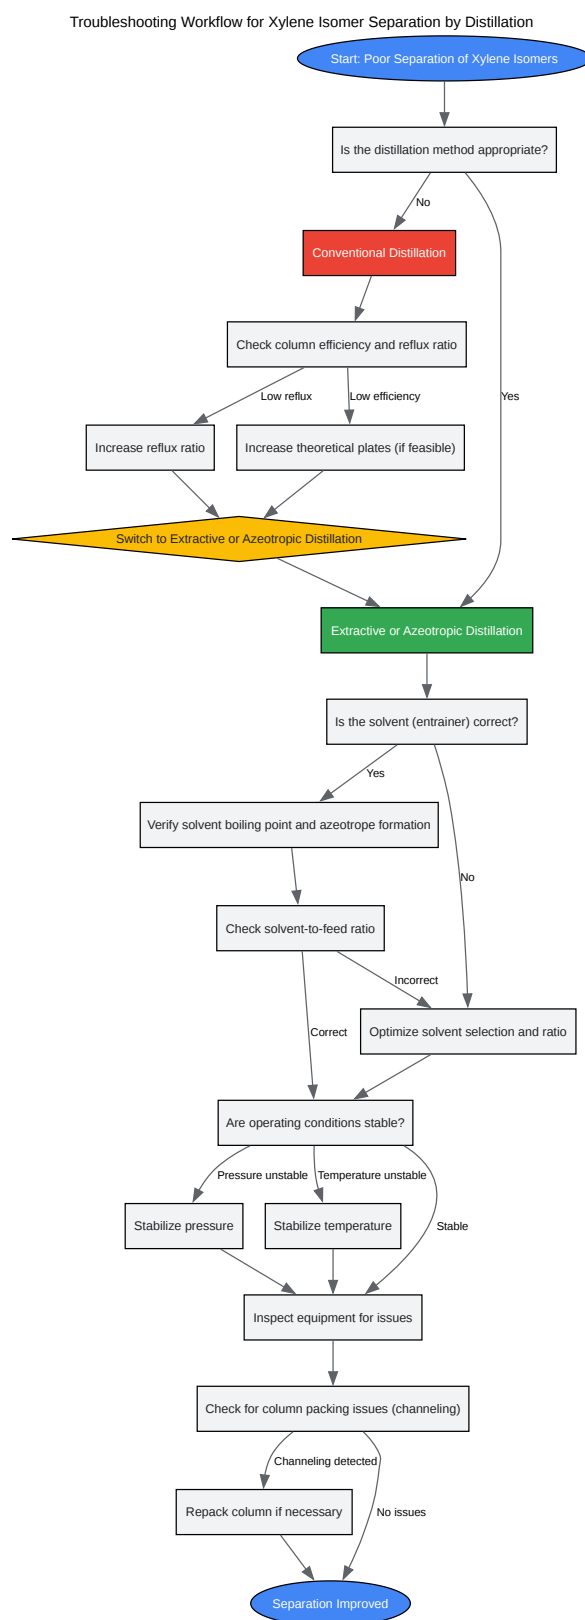 Troubleshooting Workflow for Xylene Isomer Separation by Distillation
Start: Poor Separation of Xylene Isomers
Is the distillation method appropriate?
No
Conventional Distillation
Check column efficiency and reflux ratio
Low reflux
Low efficiency
Yes
Increase reflux ratio
Increase theoretical plates (if feasible)
Switch to Extractive or Azeotropic Distillation
Extractive or Azeotropic Distillation
Is the solvent (entrainer) correct?
Yes
Verify solvent boiling point and azeotrope formation
No
Check solvent-to-feed ratio
Incorrect
Correct
Optimize solvent selection and ratio
Are operating conditions stable?
Pressure unstable
Temperature unstable
Stable
Stabilize pressure
Stabilize temperature
Inspect equipment for issues
Check for column packing issues (channeling)
Channeling detected
No issues
Repack column if necessary
Separation Improved